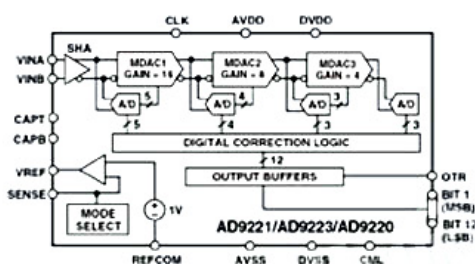 CLK AVDD DVDD
SHA
VINA
VINB
MDAC1
GAIN = 16
MDAC2
GAIN = 8
MDAC3
GAIN = 4
5 4 3
A/D A/D A/D A/D
CAPT
5 4 3 3
CAPB
DIGITAL CORRECTION LOGIC
12
VREF
OUTPUT BUFFERS
OTR
SENSE
BIT 1
(MSB)
MODE
SELECT
1V
AD9221/AD9223/AD9220
BIT 12
(LSB)
REFCOM AVSS DVSS CML